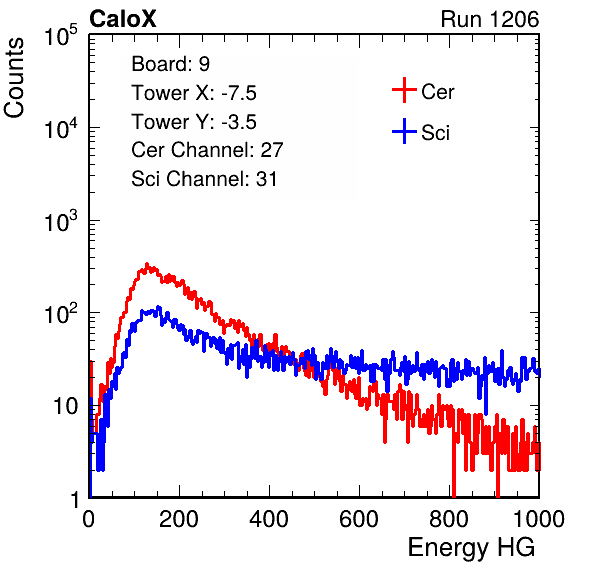 CaloX Run 1206
Counts
10^5
10^4
10^3
10^2
10
1
Board: 9
Tower X: -7.5
Tower Y: -3.5
Cer Channel: 27
Sci Channel: 31
Cer
Sci
0 200 400 600 800 1000
Energy HG